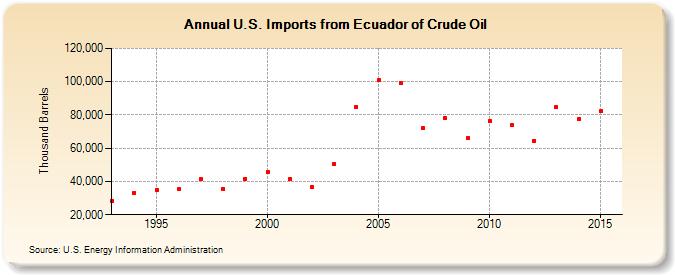 Annual U.S. Imports from Ecuador of Crude Oil
Thousand Barrels
120,000
100,000
80,000
60,000
40,000
20,000
1995 2000 2005 2010 2015
Source: U.S. Energy Information Administration